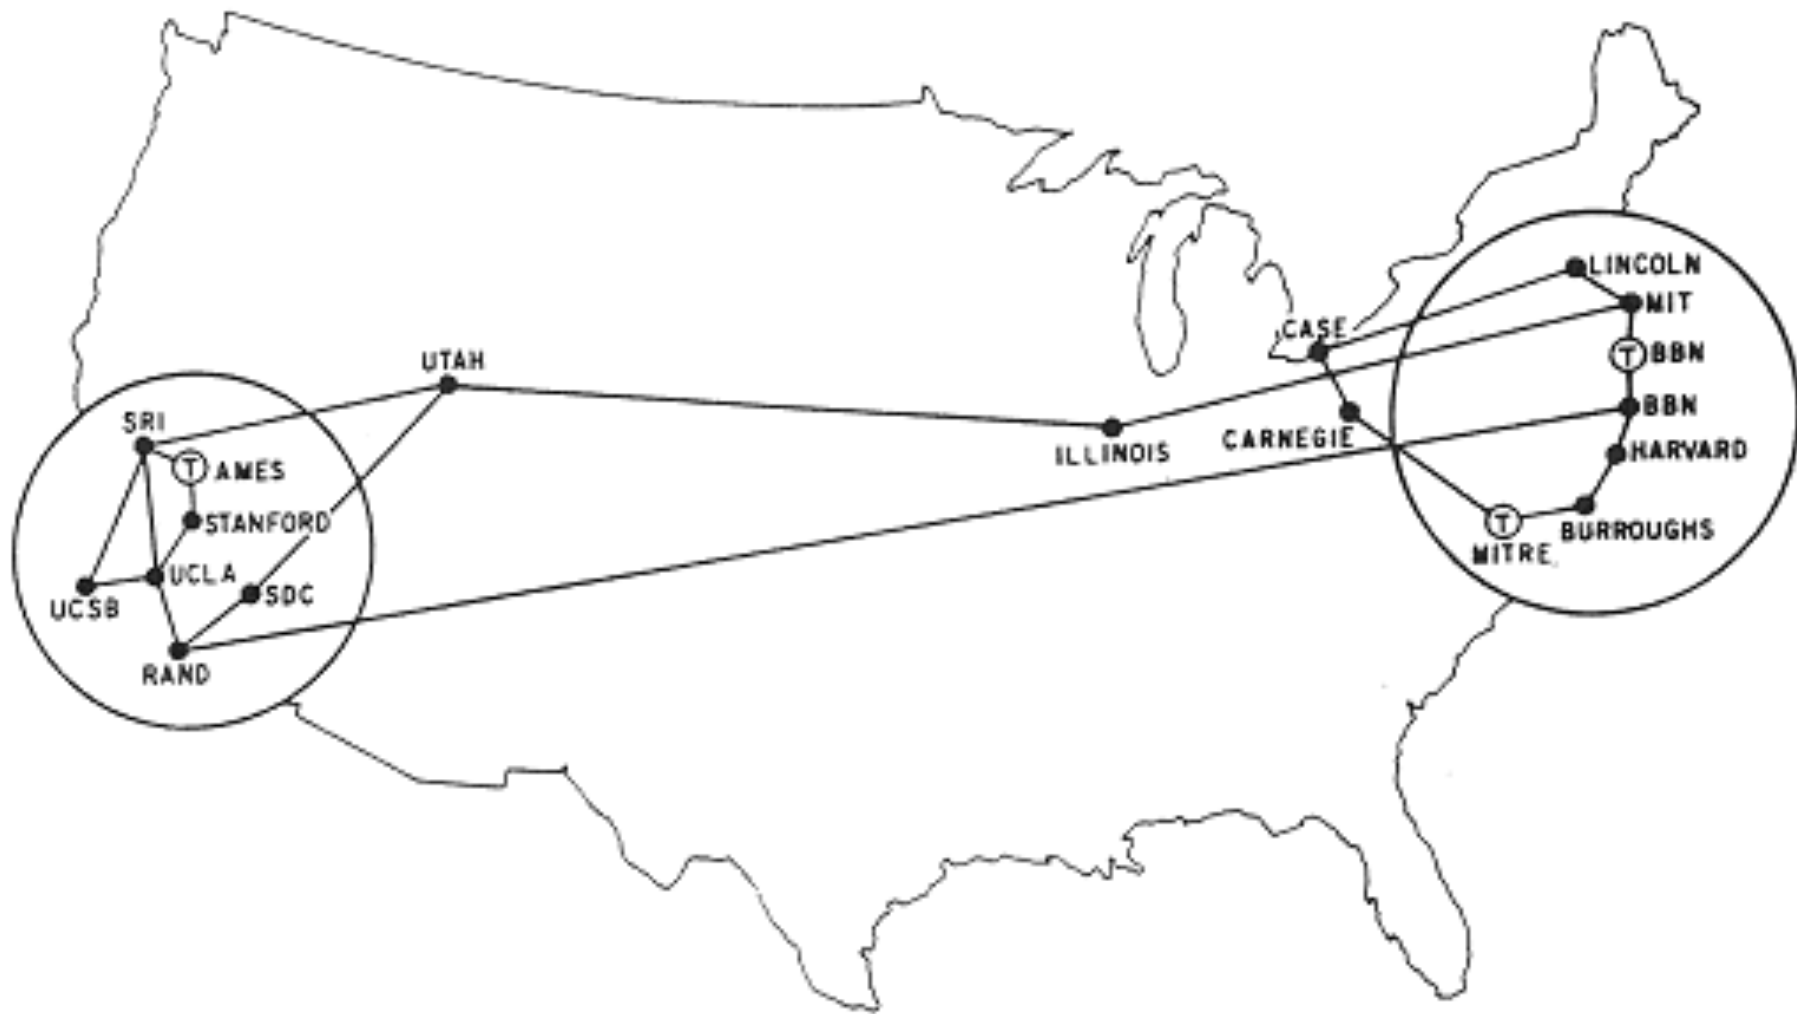 LINCOLN
MIT
CASE
T BBN
UTAH
BBN
SRI
CARNEGIE
ILLINOIS
HARVARD
T AMES
STANFORD
T
BURROUGHS
MITRE
UCLA
SDC
UCSB
RAND